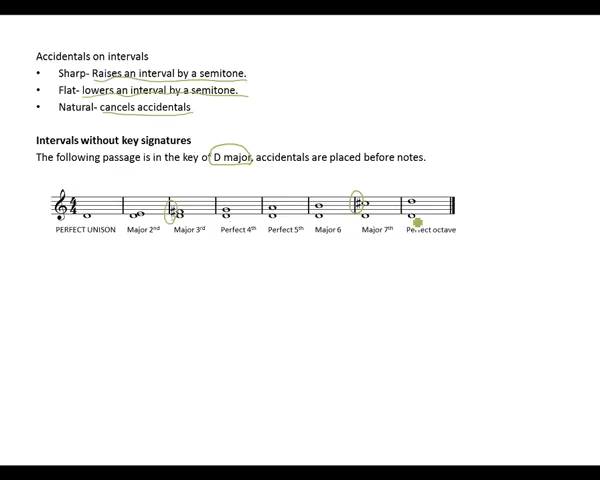 Accidentals on intervals
• Sharp- Raises an interval by a semitone.
• Flat- lowers an interval by a semitone.
• Natural- cancels accidentals
Intervals without key signatures
The following passage is in the key of D major, accidentals are placed before notes.
4
4
PERFECT UNISON Major 2nd Major 3rd Perfect 4th Perfect 5th Major 6 Major 7th Perfect octave